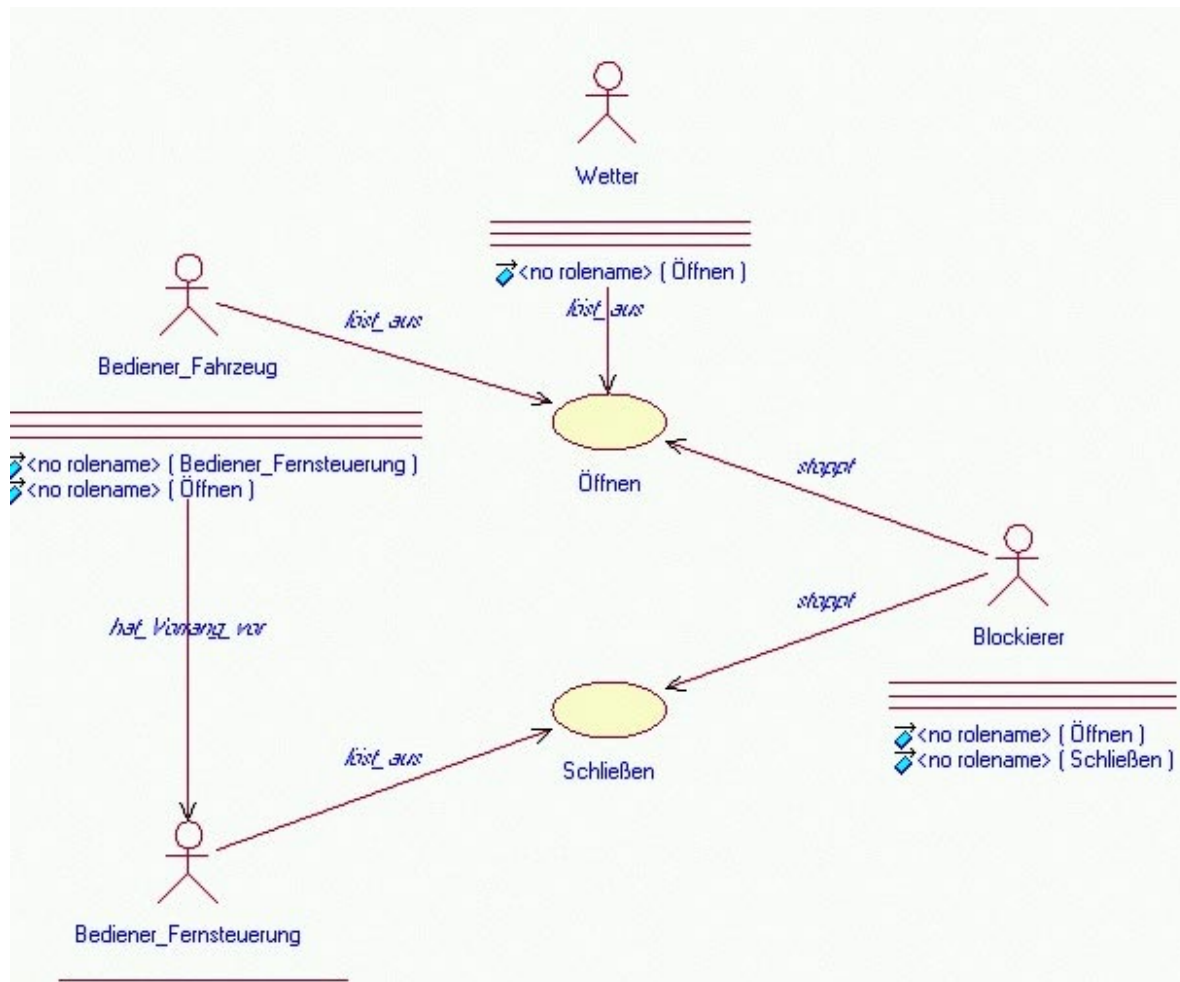 Wetter
<no rolename> ( Öffnen )
löst_aus
löst_aus
Bediener_Fahrzeug
<no rolename> ( Bediener_Fernsteuerung )
<no rolename> ( Öffnen )
Öffnen
stoppt
hat_Vorrang_vor
stoppt
Blockierer
<no rolename> ( Öffnen )
<no rolename> ( Schließen )
löst_aus
Schließen
Bediener_Fernsteuerung